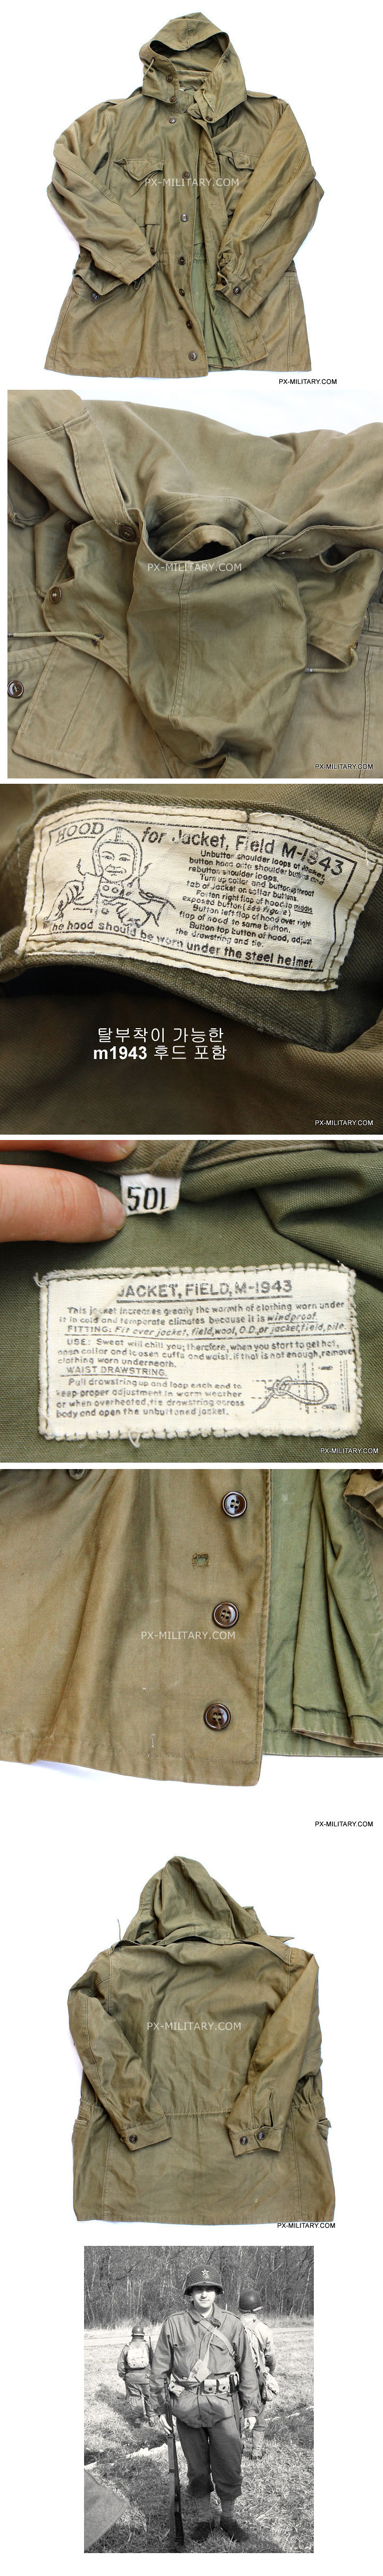 PX-MILITARY.COM
PX-MILITARY.COM
PX-MILITARY.COM
PX-MILITARY.COM
HOOD for Jacket, Field M-1943
Unbutton shoulder loops of Jacket,
button hood onto shoulder buttons and
rebutton shoulder loops.
Turn up collar and button throat
tab of Jacket on collar button.
Fasten right flap of hood to
exposed button (see Figure)
Button left flap of hood over right
flap of hood to same button.
Button top button of hood, adjust
the drawstring and tie.
The hood should be worn under the steel helmet.
탈부착이 가능한
m1943 후드 포함
PX-MILITARY.COM
50L
JACKET, FIELD, M-1943
This jacket increases greatly the warmth of clothing worn under
it in cold and temperate climates because it is windproof.
FITTING: Fit over jacket, field, wool, O.D. or jacket, field, pile.
USE: Sweat will chill you; therefore, when you start to get hot,
open collar and loosen cuffs and waist. if that is not enough, remove
clothing worn underneath.
WAIST DRAWSTRING.
Pull drawstring up and loop each end to
keep proper adjustment. In warm weather
or when overheated, tie drawstring across
body and open the unbuttoned jacket.
PX-MILITARY.COM
PX-MILITARY.COM
PX-MILITARY.COM
PX-MILITARY.COM
PX-MILITARY.COM